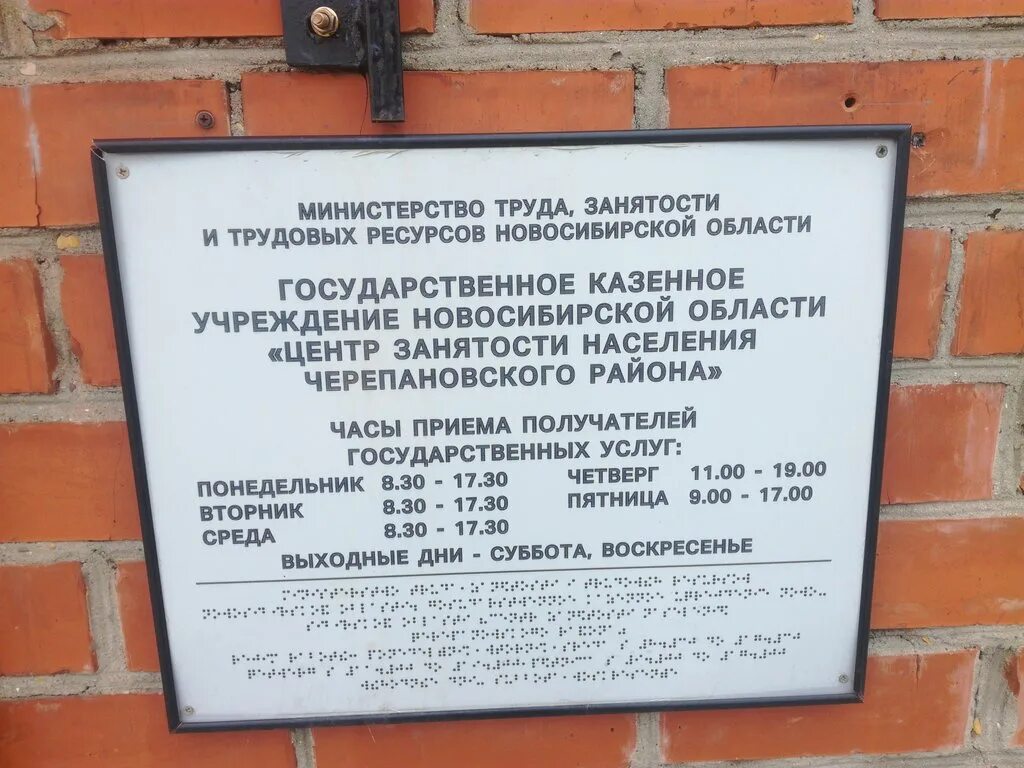 МИНИСТЕРСТВО ТРУДА, ЗАНЯТОСТИ
И ТРУДОВЫХ РЕСУРСОВ НОВОСИБИРСКОЙ ОБЛАСТИ
ГОСУДАРСТВЕННОЕ КАЗЕННОЕ
УЧРЕЖДЕНИЕ НОВОСИБИРСКОЙ ОБЛАСТИ
«ЦЕНТР ЗАНЯТОСТИ НАСЕЛЕНИЯ
ЧЕРЕПАНОВСКОГО РАЙОНА»
ЧАСЫ ПРИЕМА ПОЛУЧАТЕЛЕЙ
ГОСУДАРСТВЕННЫХ УСЛУГ:
ПОНЕДЕЛЬНИК 8.30 - 17.30 ЧЕТВЕРГ 11.00 - 19.00
ВТОРНИК 8.30 - 17.30 ПЯТНИЦА 9.00 - 17.00
СРЕДА 8.30 - 17.30
ВЫХОДНЫЕ ДНИ - СУББОТА, ВОСКРЕСЕНЬЕ